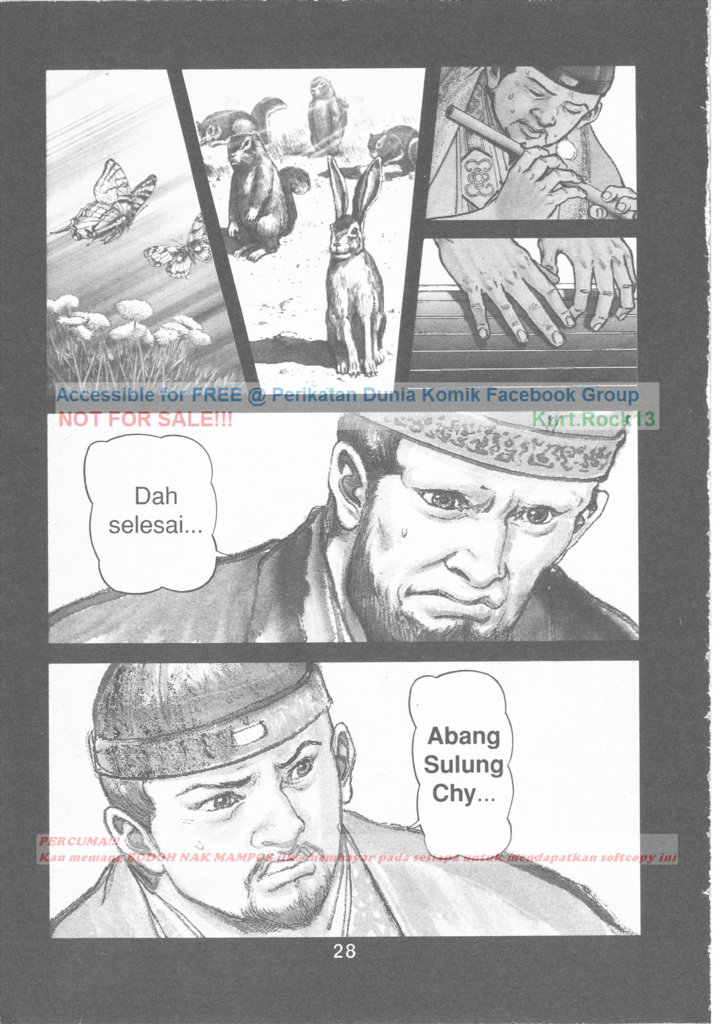 Accessible for FREE @ Perikatan Dunia Komik Facebook Group
NOT FOR SALE!!!
Kurt.Rock13
Dah
selesai...
Abang
Sulung
Chy...
PERCUMA!!!
Kau memang BODOH NAK MAMPOS jika membayar pada sesiapa untuk mendapatkan softcopy ini
28